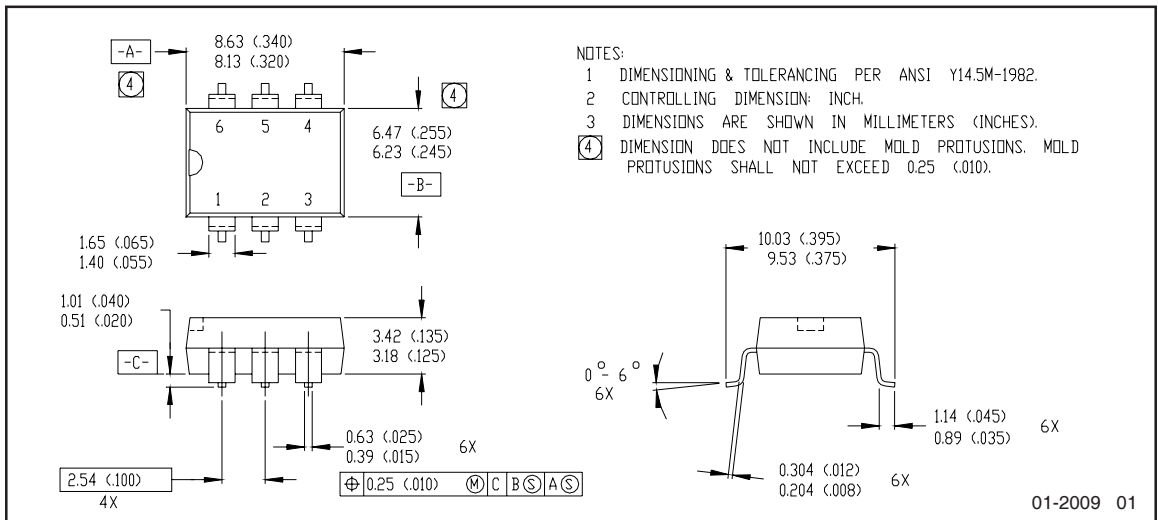 -A-
8.63 (.340)
8.13 (.320)
4
4
6 5 4
1 2 3
6.47 (.255)
6.23 (.245)
-B-
1.65 (.065)
1.40 (.055)
NOTES:
1 DIMENSIONING & TOLERANCING PER ANSI Y14.5M-1982.
2 CONTROLLING DIMENSION: INCH.
3 DIMENSIONS ARE SHOWN IN MILLIMETERS (INCHES).
4 DIMENSION DOES NOT INCLUDE MOLD PROTUSIONS. MOLD
PROTUSIONS SHALL NOT EXCEED 0.25 (.010).
1.01 (.040)
0.51 (.020)
-C-
3.42 (.135)
3.18 (.125)
0.63 (.025)
0.39 (.015)
6X
2.54 (.100)
4X
⌖ 0.25 (.010) Ⓜ C B Ⓢ A Ⓢ
10.03 (.395)
9.53 (.375)
0° - 6°
6X
1.14 (.045)
0.89 (.035)
6X
0.304 (.012)
0.204 (.008)
6X
01-2009 01